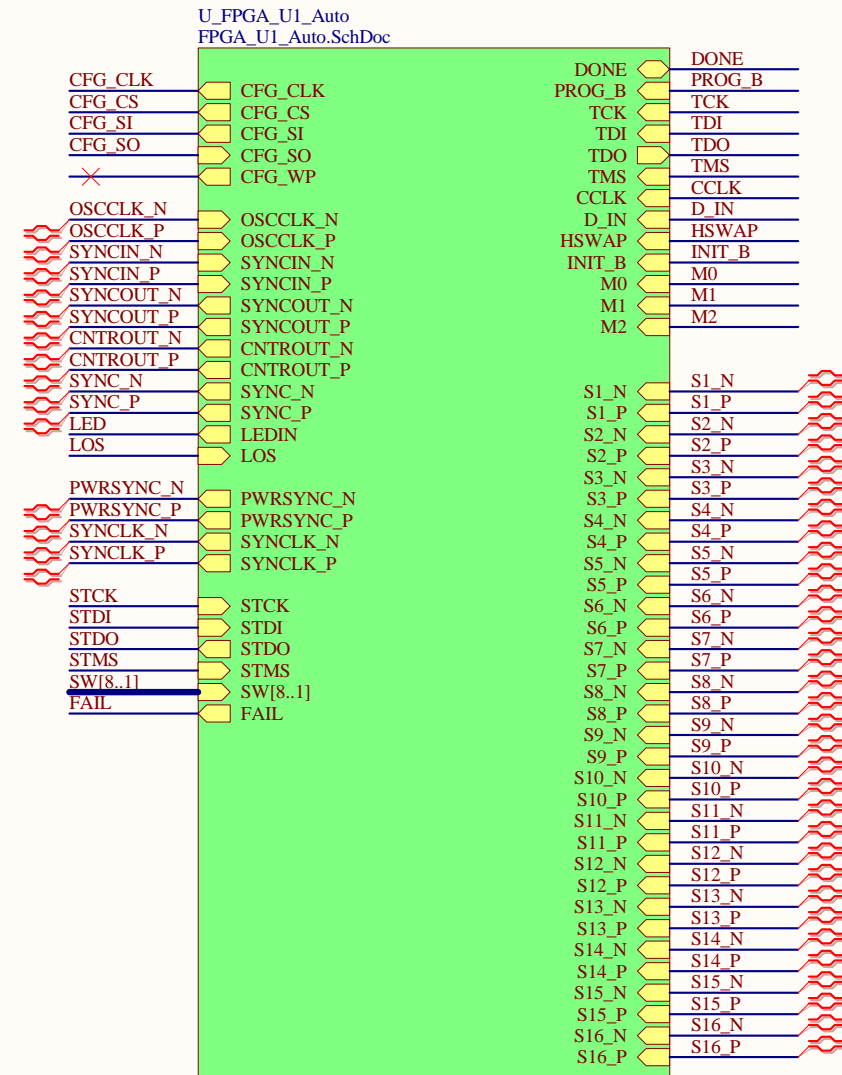 U_FPGA_U1_Auto
FPGA_U1_Auto.SchDoc
CFG_CLK CFG_CLK
CFG_CS CFG_CS
CFG_SI CFG_SI
CFG_SO CFG_SO
CFG_WP
OSCCLK_N OSCCLK_N
OSCCLK_P OSCCLK_P
SYNCIN_N SYNCIN_N
SYNCIN_P SYNCIN_P
SYNCOUT_N SYNCOUT_N
SYNCOUT_P SYNCOUT_P
CNTROUT_N CNTROUT_N
CNTROUT_P CNTROUT_P
SYNC_N SYNC_N
SYNC_P SYNC_P
LED LEDIN
LOS LOS
PWRSYNC_N PWRSYNC_N
PWRSYNC_P PWRSYNC_P
SYNCLK_N SYNCLK_N
SYNCLK_P SYNCLK_P
STCK STCK
STDI STDI
STDO STDO
STMS STMS
SW[8..1] SW[8..1]
FAIL FAIL
DONE DONE
PROG_B PROG_B
TCK TCK
TDI TDI
TDO TDO
TMS TMS
CCLK CCLK
D_IN D_IN
HSWAP HSWAP
INIT_B INIT_B
M0 M0
M1 M1
M2 M2
S1_N S1_N
S1_P S1_P
S2_N S2_N
S2_P S2_P
S3_N S3_N
S3_P S3_P
S4_N S4_N
S4_P S4_P
S5_N S5_N
S5_P S5_P
S6_N S6_N
S6_P S6_P
S7_N S7_N
S7_P S7_P
S8_N S8_N
S8_P S8_P
S9_N S9_N
S9_P S9_P
S10_N S10_N
S10_P S10_P
S11_N S11_N
S11_P S11_P
S12_N S12_N
S12_P S12_P
S13_N S13_N
S13_P S13_P
S14_N S14_N
S14_P S14_P
S15_N S15_N
S15_P S15_P
S16_N S16_N
S16_P S16_P